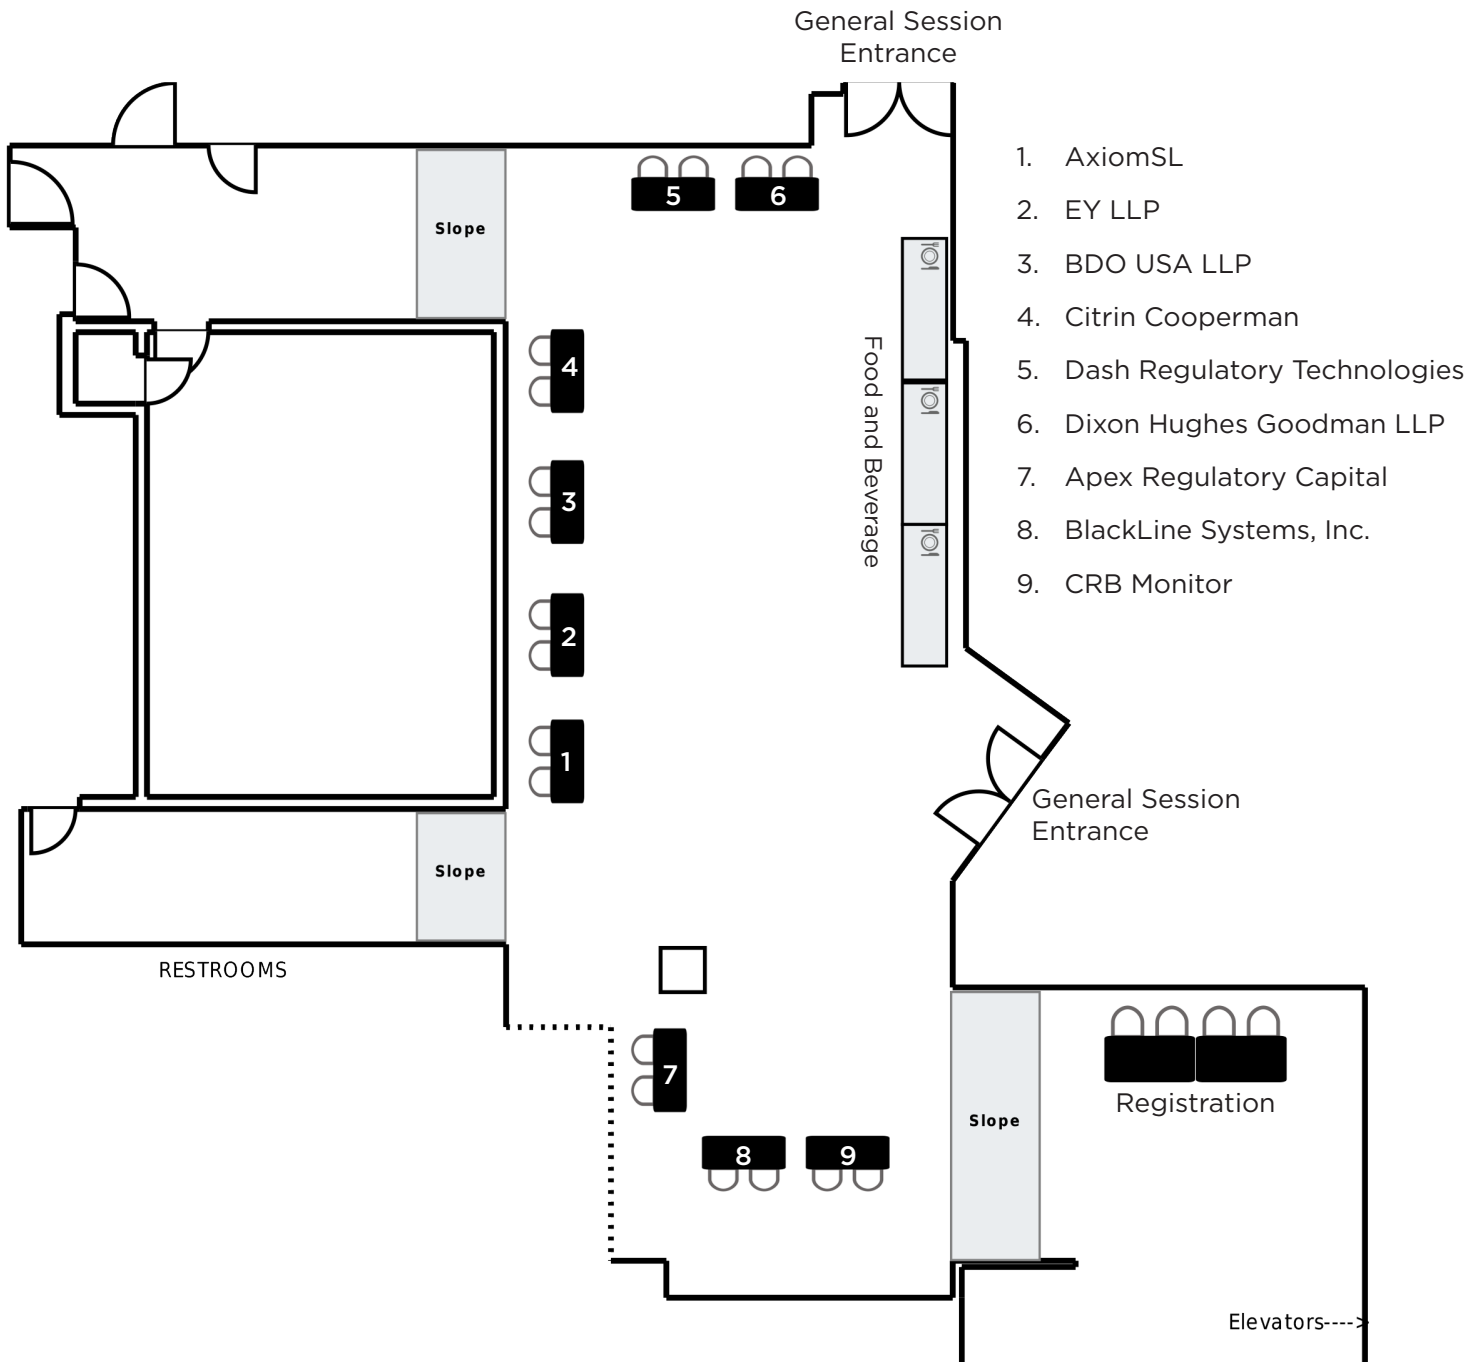 General Session
Entrance
1. AxiomSL
2. EY LLP
3. BDO USA LLP
4. Citrin Cooperman
5. Dash Regulatory Technologies
6. Dixon Hughes Goodman LLP
7. Apex Regulatory Capital
8. BlackLine Systems, Inc.
9. CRB Monitor
5
6
Slope
4
3
2
1
Food and Beverage
General Session
Entrance
Slope
RESTROOMS
7
8
9
Slope
Registration
Elevators---->